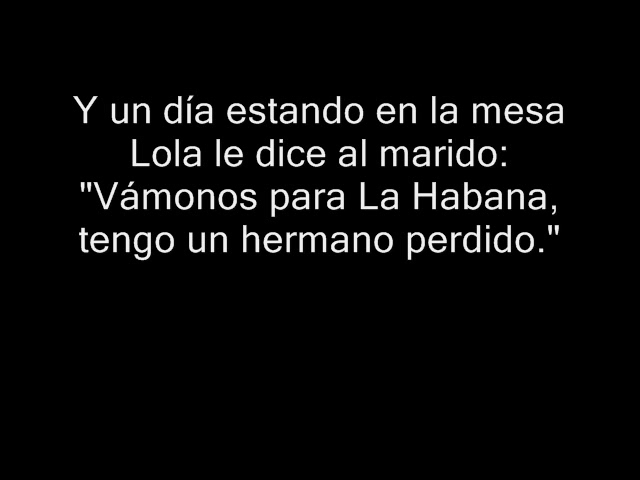 Y un día estando en la mesa
Lola le dice al marido:
"Vámonos para La Habana,
tengo un hermano perdido."